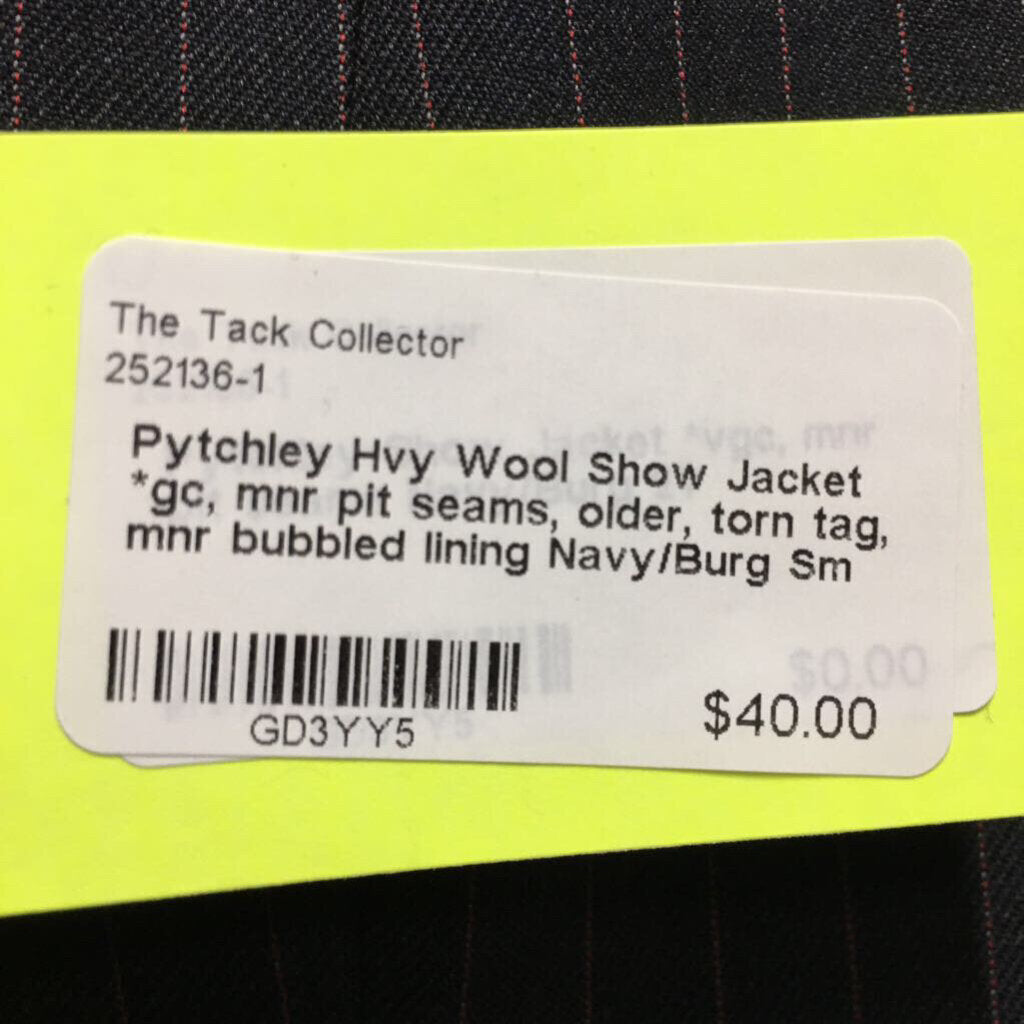 The Tack Collector
252136-1
Pytchley Hvy Wool Show Jacket
*gc, mnr pit seams, older, torn tag,
mnr bubbled lining Navy/Burg Sm
GD3YY5
$40.00